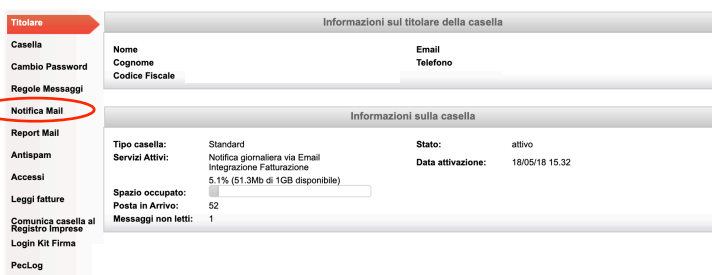 Titolare
Casella
Cambio Password
Regole Messaggi
Notifica Mail
Report Mail
Antispam
Accessi
Leggi fatture
Comunica casella al
Registro Imprese
Login Kit Firma
PecLog
Informazioni sul titolare della casella
Nome
Cognome
Codice Fiscale
Email
Telefono
Informazioni sulla casella
Tipo casella: Standard
Servizi Attivi: Notifica giornaliera via Email
Integrazione Fatturazione
5.1% (51.3Mb di 1GB disponibile)
Spazio occupato:
Posta in Arrivo: 52
Messaggi non letti: 1
Stato: attivo
Data attivazione: 18/05/18 15.32